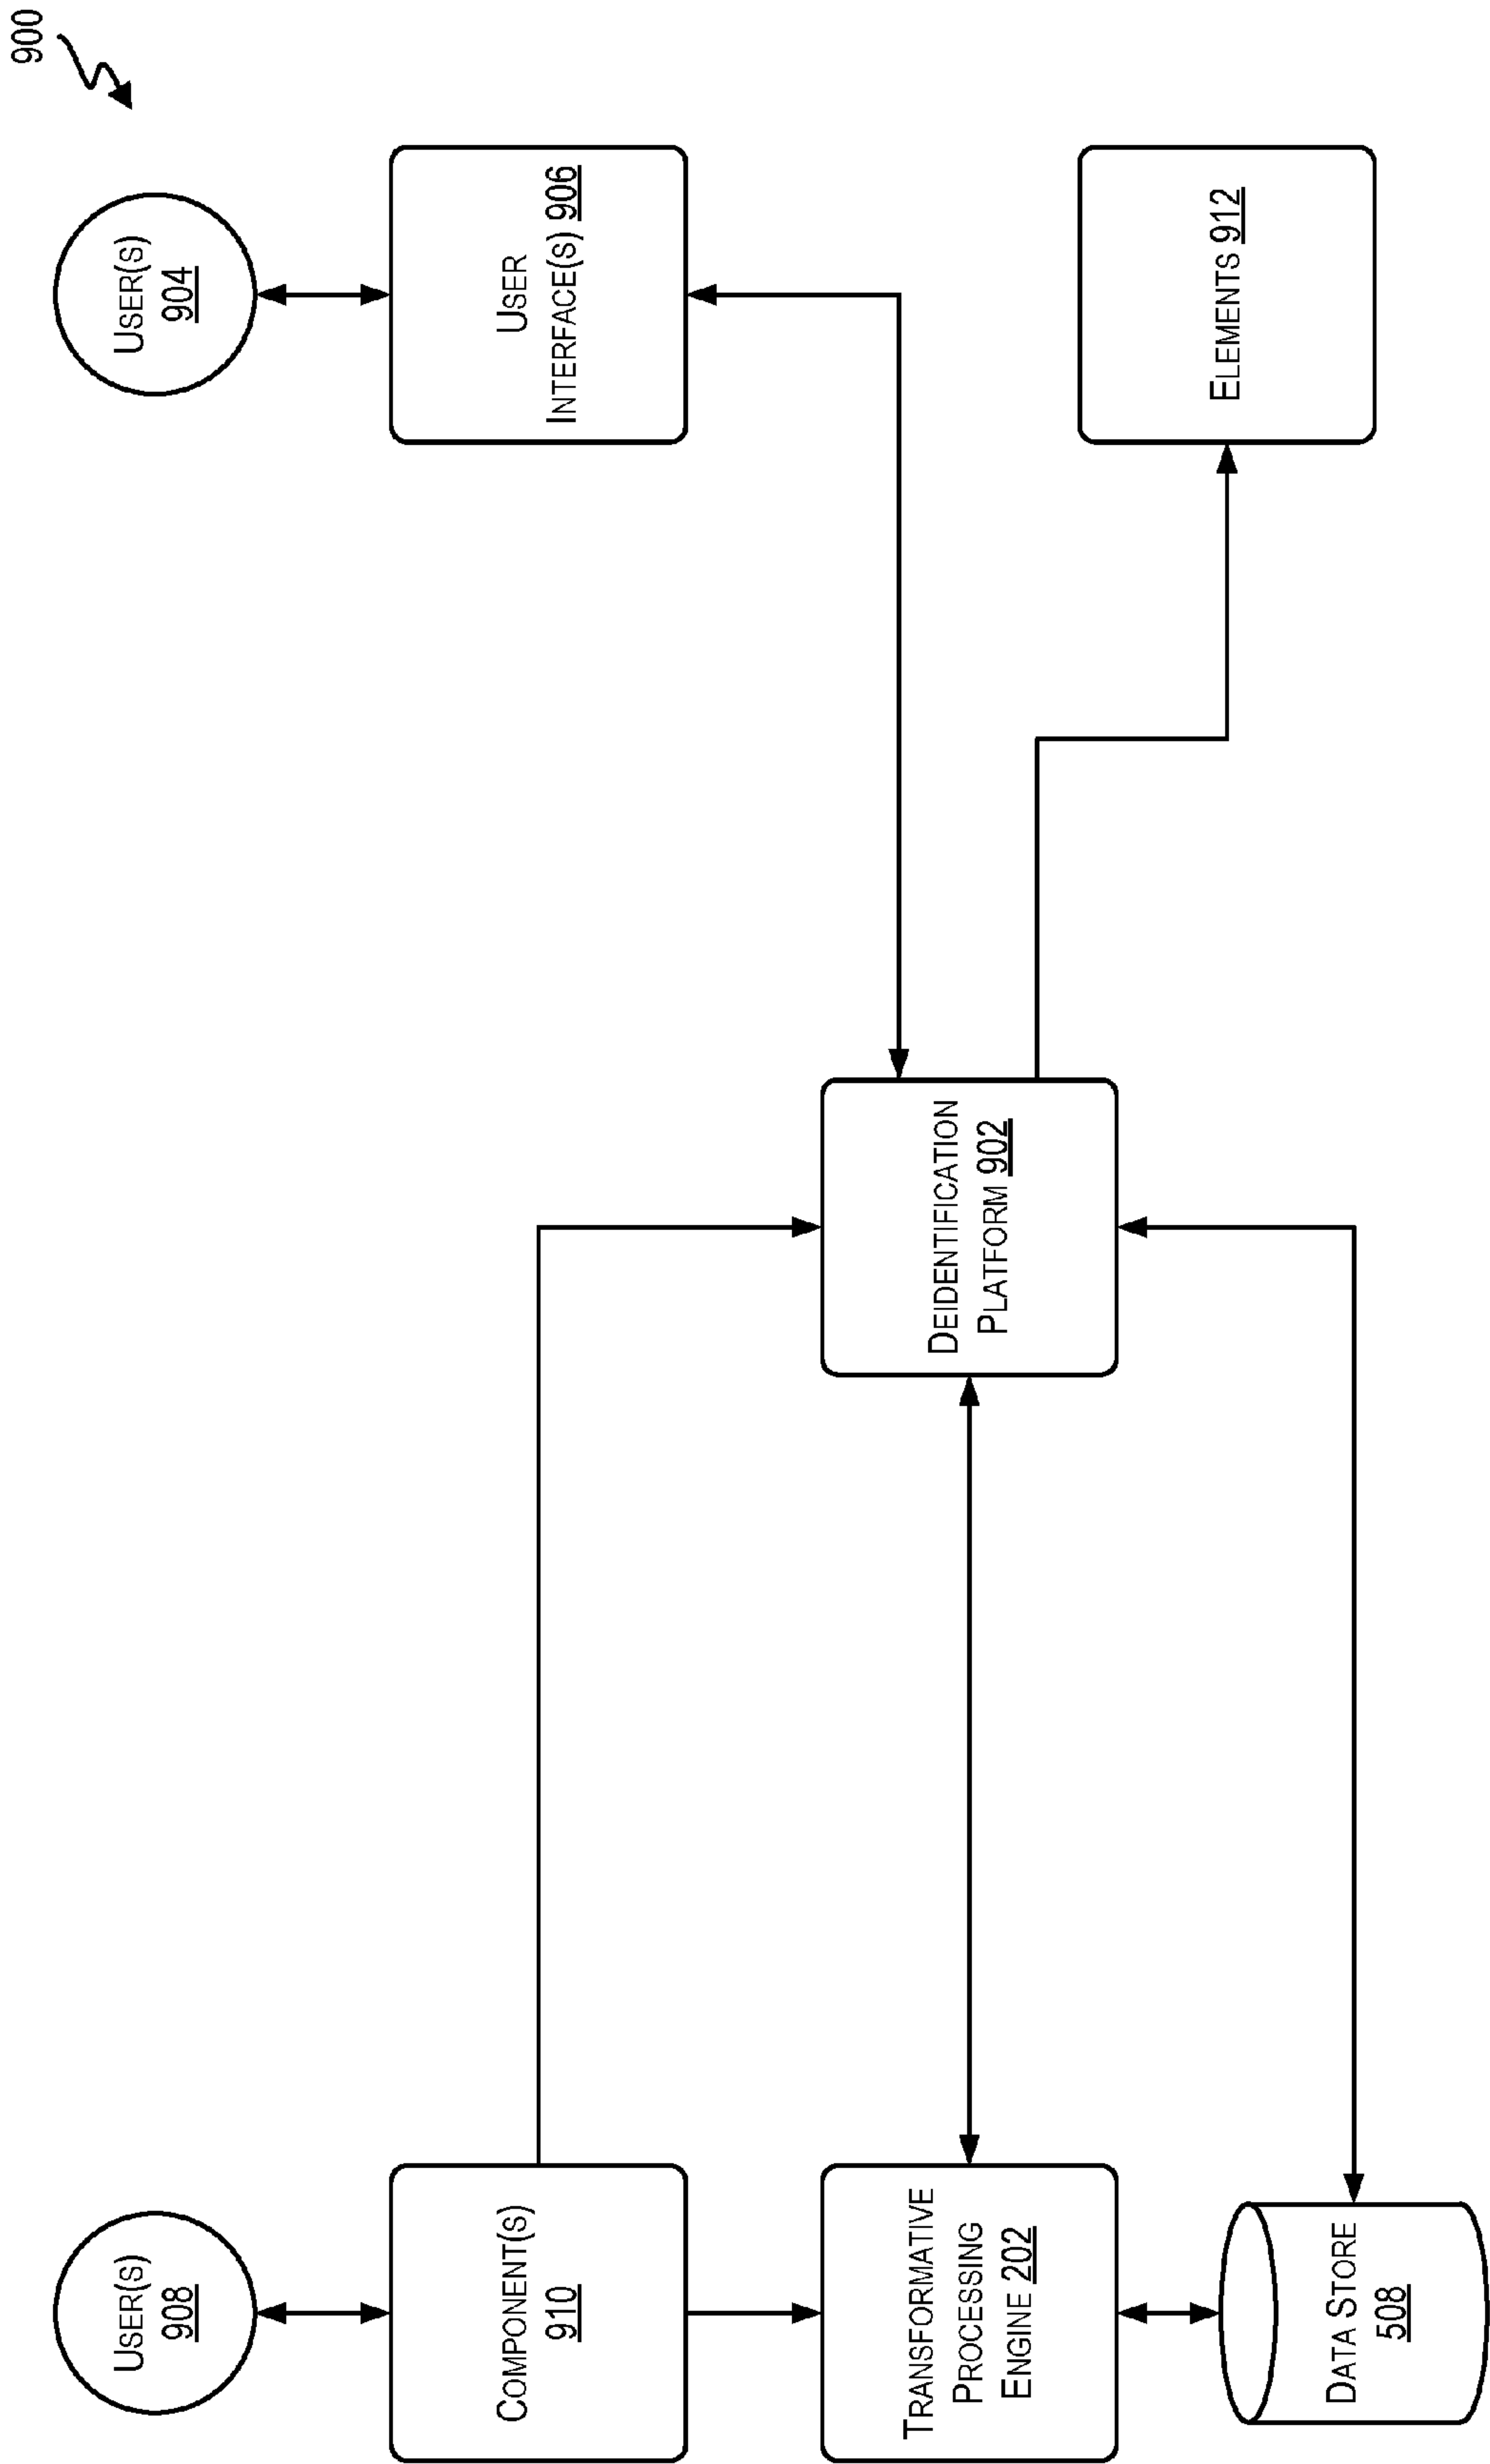 900
USER(S)
908
USER(S)
904
COMPONENT(S)
910
USER
INTERFACE(S) 906
TRANSFORMATIVE
PROCESSING
ENGINE 202
DEIDENTIFICATION
PLATFORM 902
ELEMENTS 912
DATA STORE
508